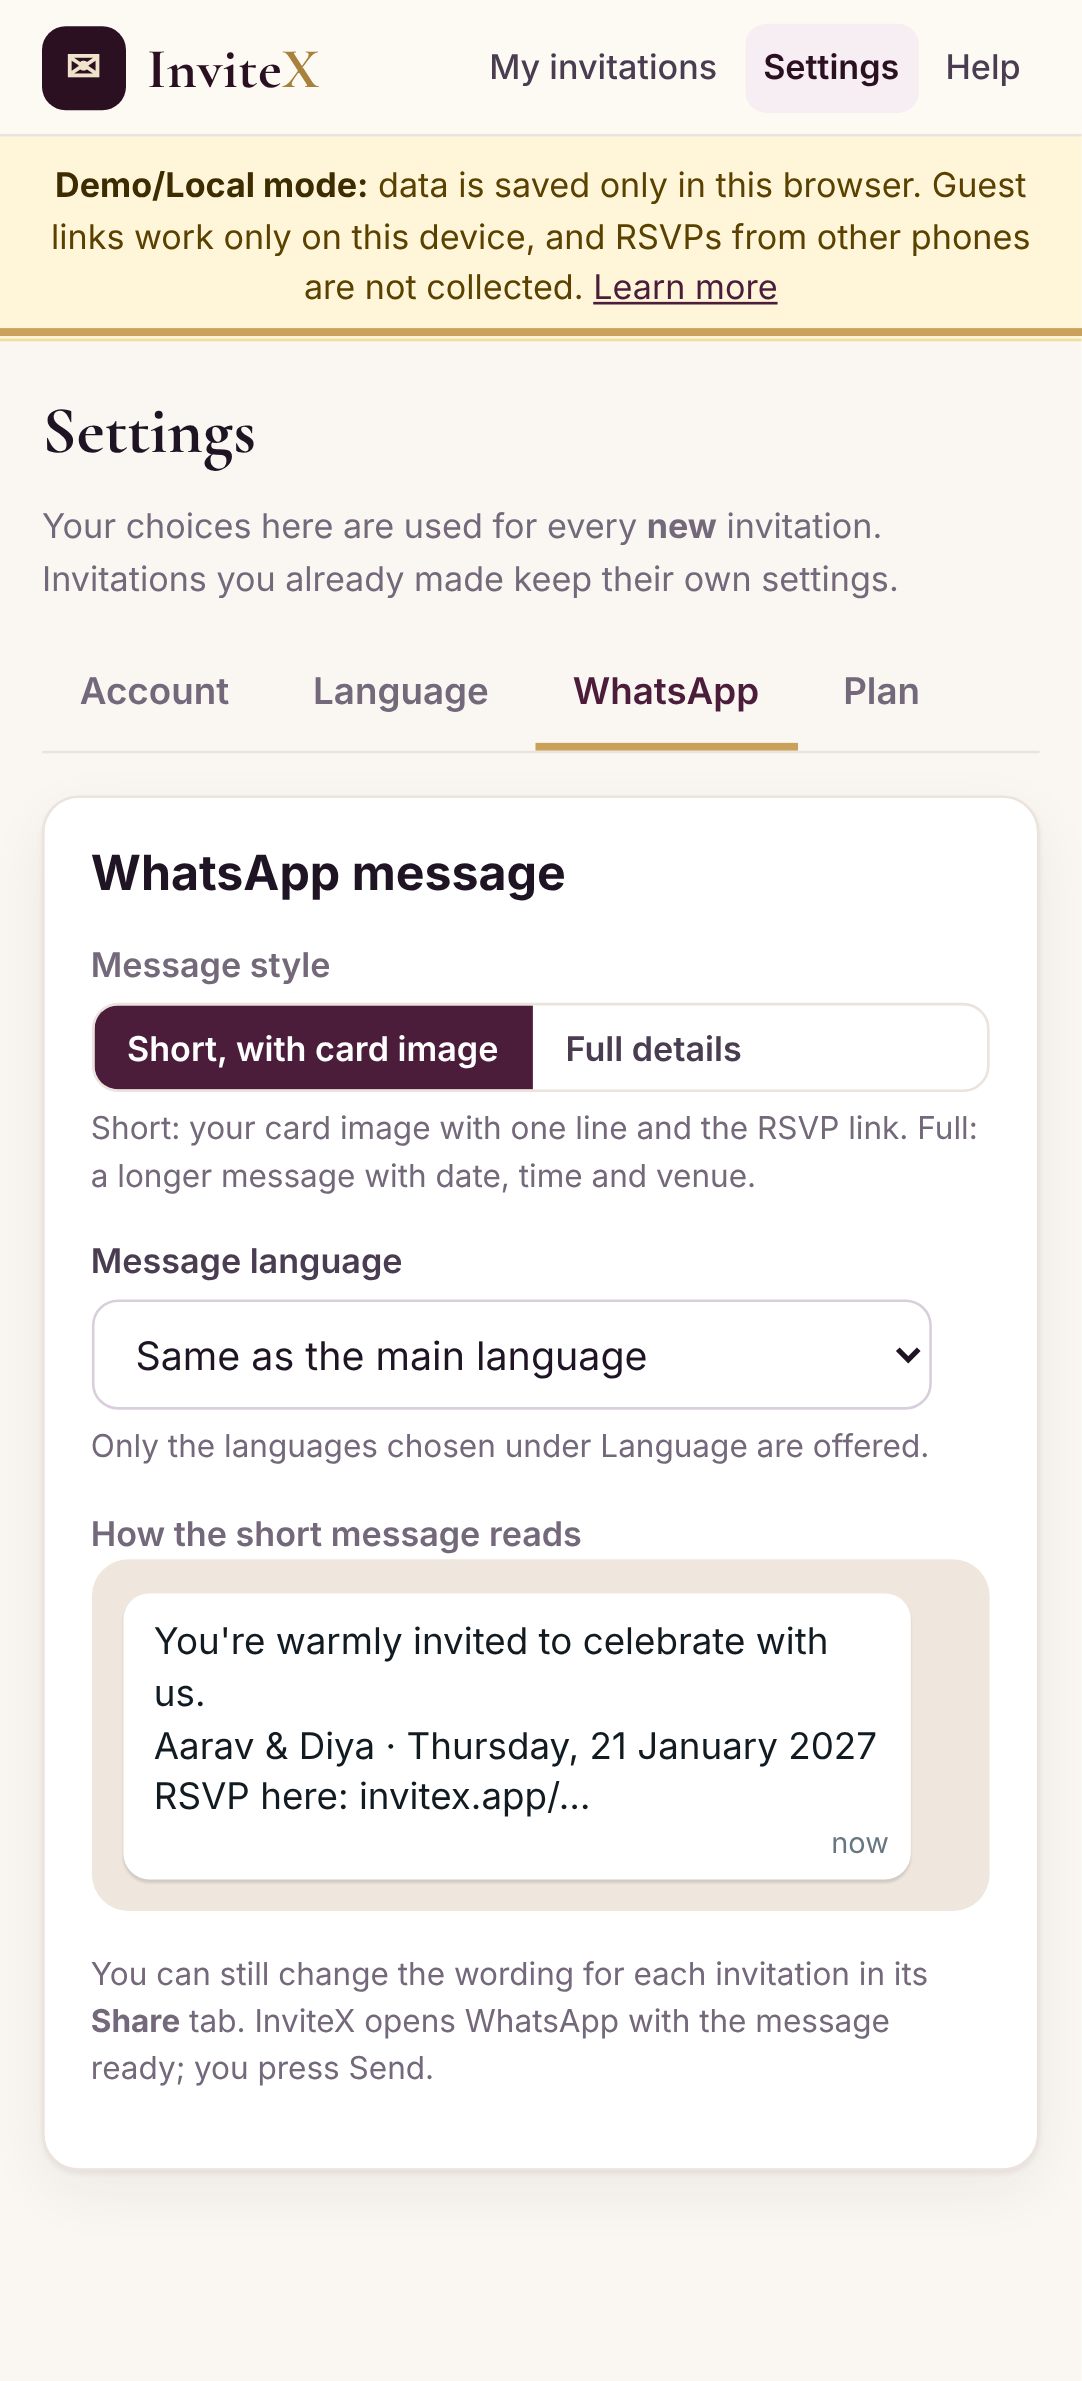 ✉ InviteX My invitations Settings Help
Demo/Local mode: data is saved only in this browser. Guest
links work only on this device, and RSVPs from other phones
are not collected. Learn more
Settings
Your choices here are used for every new invitation.
Invitations you already made keep their own settings.
Account Language WhatsApp Plan
WhatsApp message
Message style
Short, with card image Full details
Short: your card image with one line and the RSVP link. Full:
a longer message with date, time and venue.
Message language
Same as the main language
Only the languages chosen under Language are offered.
How the short message reads
You're warmly invited to celebrate with
us.
Aarav & Diya · Thursday, 21 January 2027
RSVP here: invitex.app/…
now
You can still change the wording for each invitation in its
Share tab. InviteX opens WhatsApp with the message
ready; you press Send.